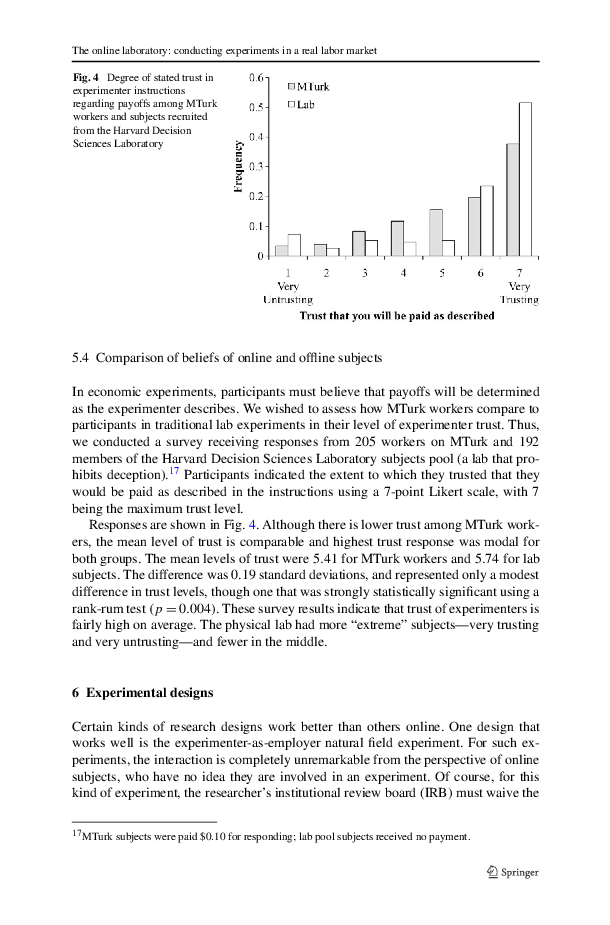 The online laboratory: conducting experiments in a real labor market
Fig. 4 Degree of stated trust in
experimenter instructions
regarding payoffs among MTurk
workers and subjects recruited
from the Harvard Decision
Sciences Laboratory
0.6
0.5
0.4
0.3
0.2
0.1
0
Frequency
MTurk
Lab
1 2 3 4 5 6 7
Very Very
Untrusting Trusting
Trust that you will be paid as described
5.4 Comparison of beliefs of online and offline subjects
In economic experiments, participants must believe that payoffs will be determined
as the experimenter describes. We wished to assess how MTurk workers compare to
participants in traditional lab experiments in their level of experimenter trust. Thus,
we conducted a survey receiving responses from 205 workers on MTurk and 192
members of the Harvard Decision Sciences Laboratory subjects pool (a lab that pro-
hibits deception).17 Participants indicated the extent to which they trusted that they
would be paid as described in the instructions using a 7-point Likert scale, with 7
being the maximum trust level.
Responses are shown in Fig. 4. Although there is lower trust among MTurk work-
ers, the mean level of trust is comparable and highest trust response was modal for
both groups. The mean levels of trust were 5.41 for MTurk workers and 5.74 for lab
subjects. The difference was 0.19 standard deviations, and represented only a modest
difference in trust levels, though one that was strongly statistically significant using a
rank-rum test (p = 0.004). These survey results indicate that trust of experimenters is
fairly high on average. The physical lab had more “extreme” subjects—very trusting
and very untrusting—and fewer in the middle.
6 Experimental designs
Certain kinds of research designs work better than others online. One design that
works well is the experimenter-as-employer natural field experiment. For such ex-
periments, the interaction is completely unremarkable from the perspective of online
subjects, who have no idea they are involved in an experiment. Of course, for this
kind of experiment, the researcher’s institutional review board (IRB) must waive the
17MTurk subjects were paid $0.10 for responding; lab pool subjects received no payment.
Springer